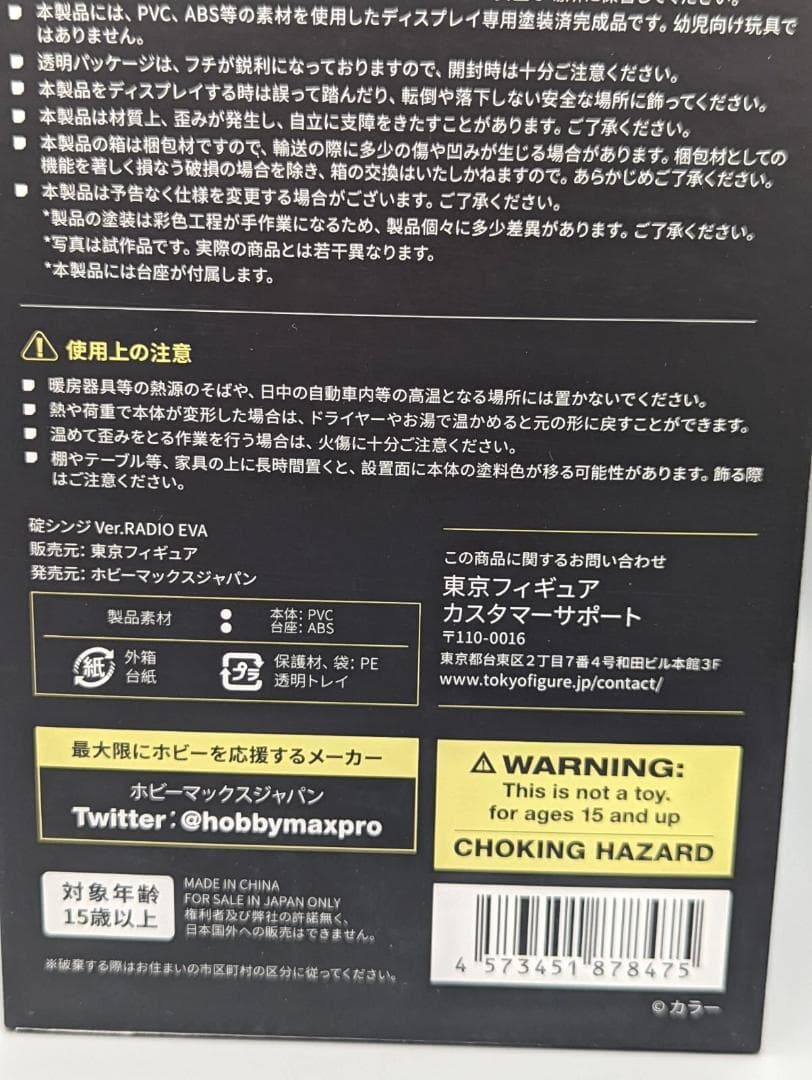 本製品には、PVC、ABS等の素材を使用したディスプレイ専用塗装済完成品です。幼児向け玩具で
はありません。
透明パッケージは、フチが鋭利になっておりますので、開封時は十分ご注意ください。
本製品をディスプレイする時は誤って踏んだり、転倒や落下しない安全な場所に飾ってください。
本製品は材質上、歪みが発生し、自立に支障をきたすことがあります。ご了承ください。
本製品の箱は梱包材ですので、輸送の際に多少の傷や凹みが生じる場合があります。梱包材としての
機能を著しく損なう破損の場合を除き、箱の交換はいたしかねますので。あらかじめご了承ください。
本製品は予告なく仕様を変更する場合がございます。ご了承ください。
*製品の塗装は彩色工程が手作業になるため、製品個々に多少差異があります。ご了承ください。
*写真は試作品です。実際の商品とは若干異なります。
*本製品には台座が付属します。
使用上の注意
暖房器具等の熱源のそばや、日中の自動車内等の高温となる場所には置かないでください。
熱や荷重で本体が変形した場合は、ドライヤーやお湯で温かめると元の形に戻すことができます。
温めて歪みをとる作業を行う場合は、火傷に十分ご注意ください。
棚やテーブル等、家具の上に長時間置くと、設置面に本体の塗料色が移る可能性があります。飾る際
はご注意ください。
碇シンジ Ver.RADIO EVA
販売元: 東京フィギュア
発売元: ホビーマックスジャパン
製品素材
本体: PVC
台座: ABS
紙 外箱
台紙
プラ 保護材、袋: PE
透明トレイ
この商品に関するお問い合わせ
東京フィギュア
カスタマーサポート
〒110-0016
東京都台東区2丁目7番4号和田ビル本館3F
www.tokyofigure.jp/contact/
最大限にホビーを応援するメーカー
ホビーマックスジャパン
Twitter:@hobbymaxpro
WARNING:
This is not a toy.
for ages 15 and up
CHOKING HAZARD
対象年齢
15歳以上
MADE IN CHINA
FOR SALE IN JAPAN ONLY
権利者及び弊社の許諾無く、
日本国外への販売はできません。
※破棄する際はお住まいの市区町村の区分に従ってください。
4 573451 878475
©カラー